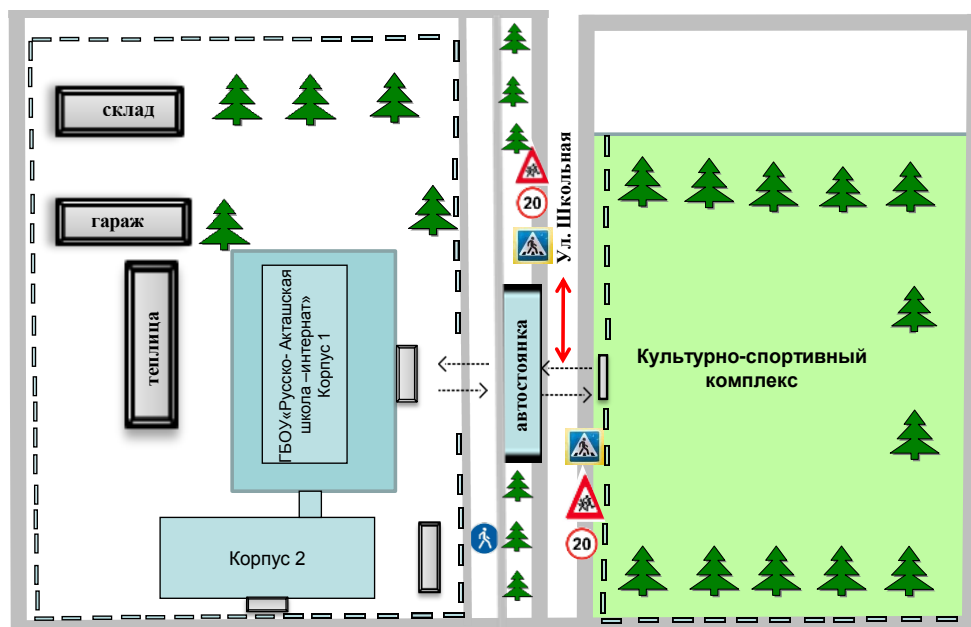 склад
гараж
теплица
ГБОУ«Русско- Акташская
школа –интернат»
Корпус 1
Корпус 2
автостоянка
Ул. Школьная
20
20
Культурно-спортивный
комплекс